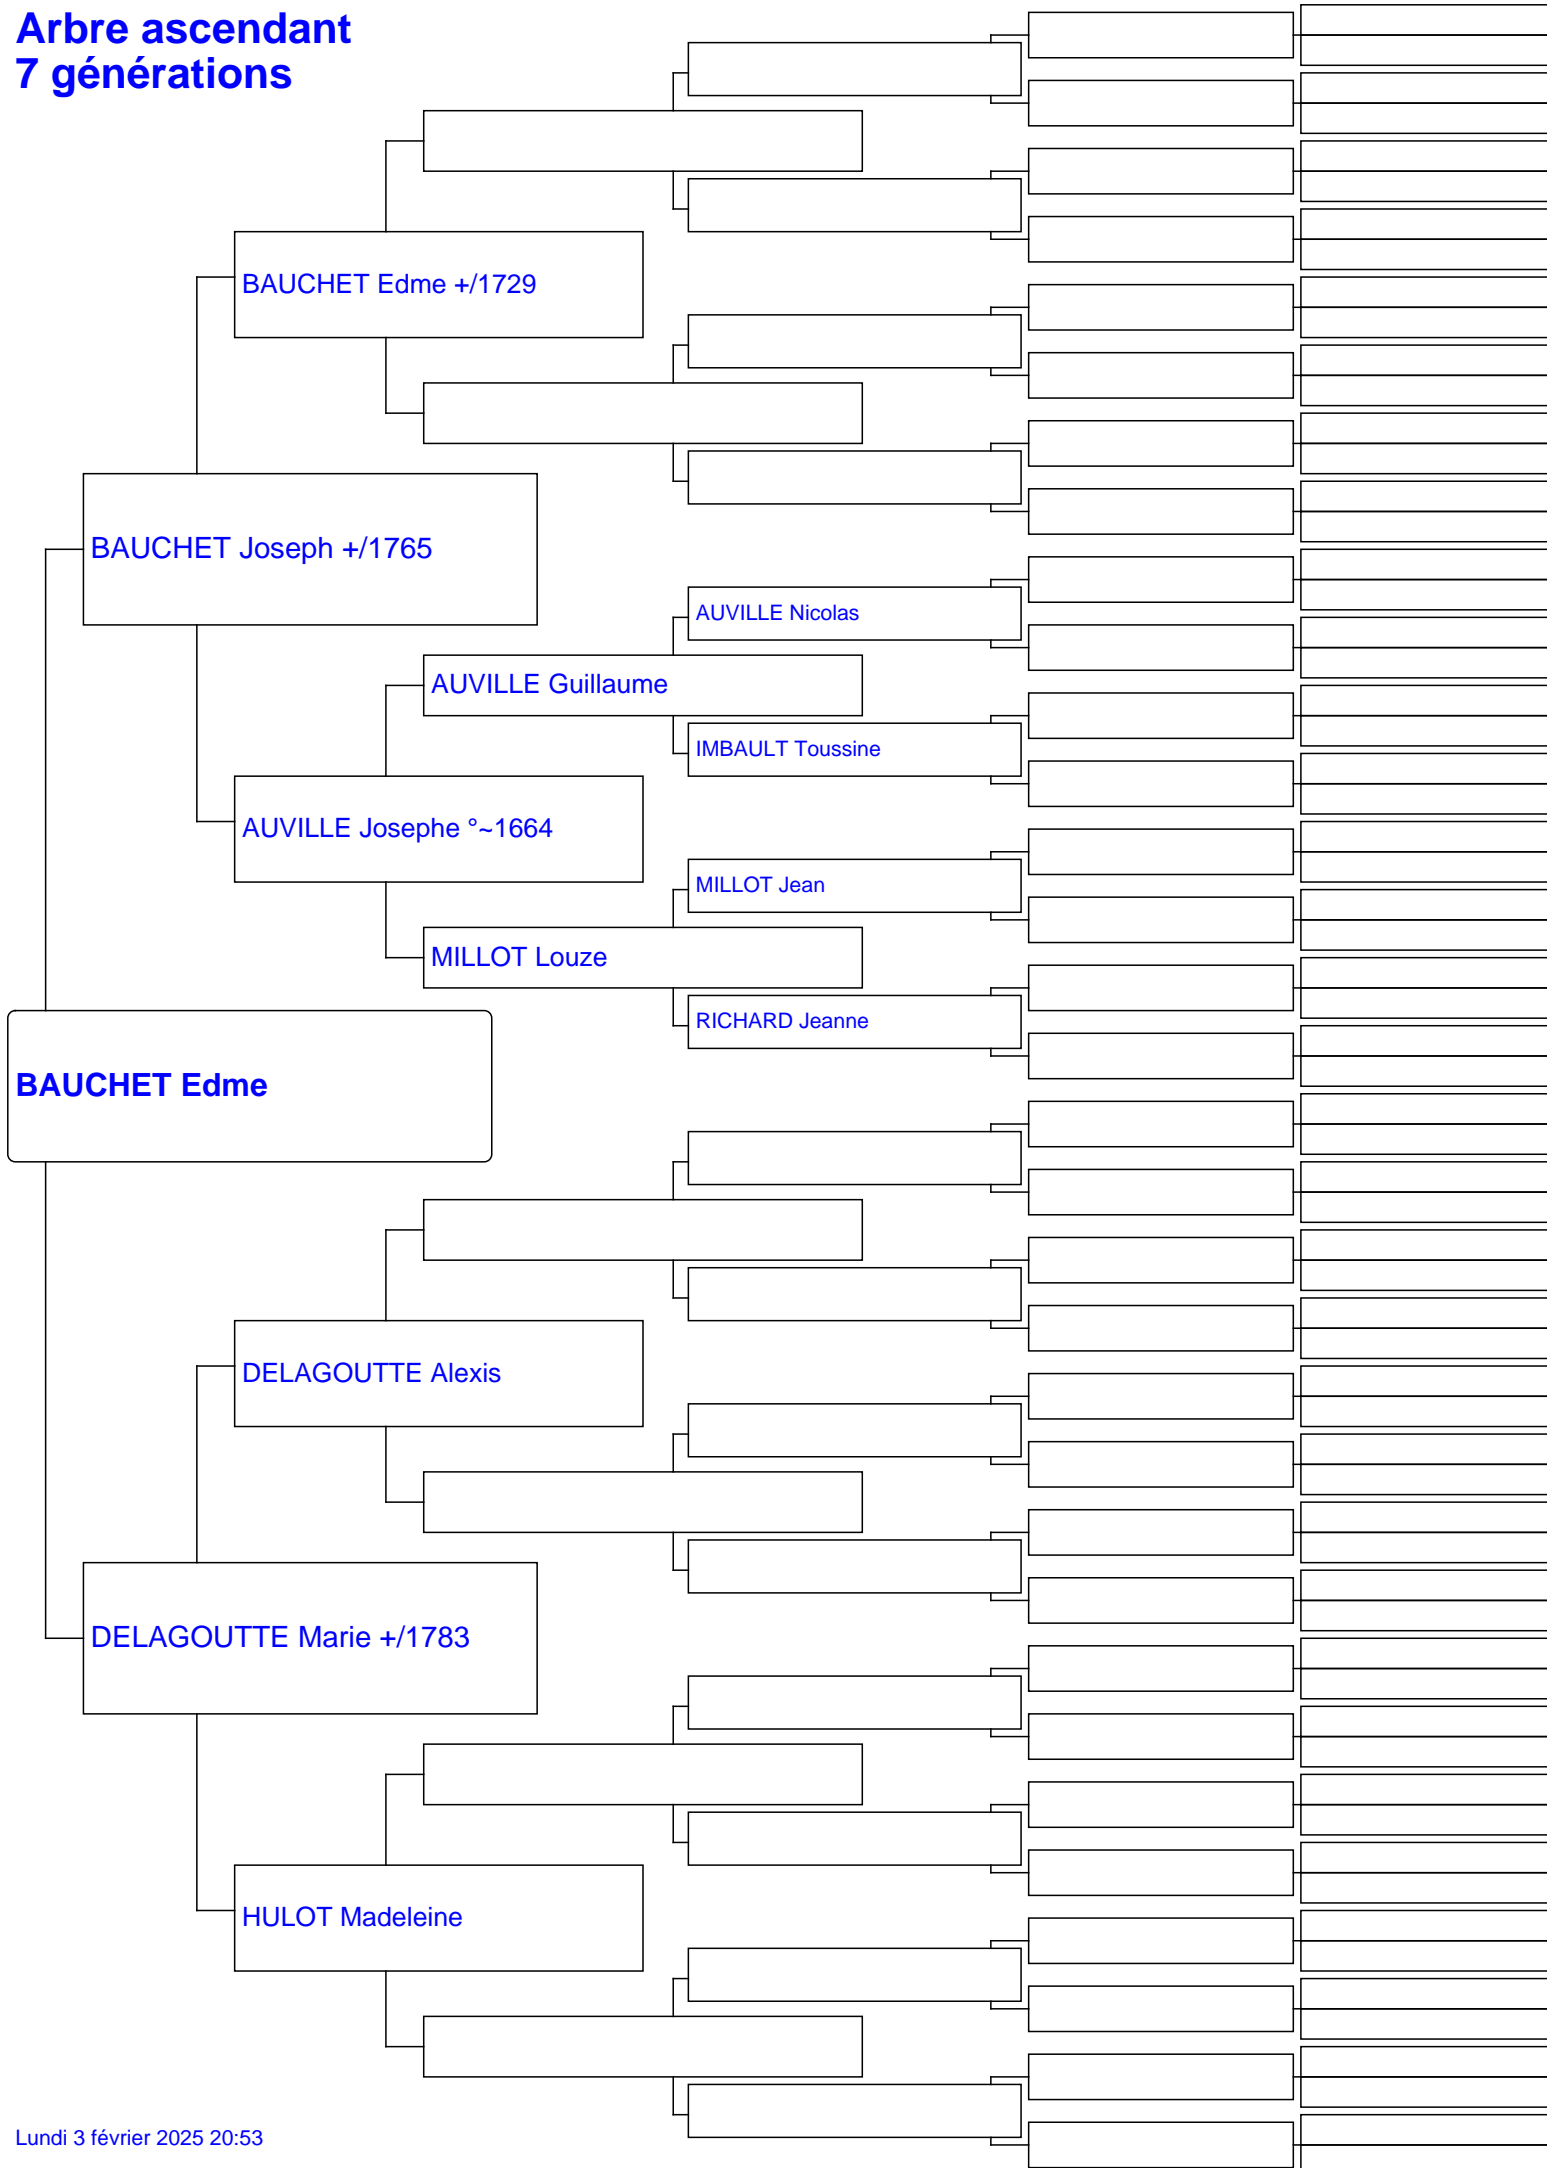 Arbre ascendant
7 générations
BAUCHET Edme +/1729
BAUCHET Joseph +/1765
AUVILLE Nicolas
AUVILLE Guillaume
IMBAULT Toussine
AUVILLE Josephe °~1664
MILLOT Jean
MILLOT Louze
RICHARD Jeanne
BAUCHET Edme
DELAGOUTTE Alexis
DELAGOUTTE Marie +/1783
HULOT Madeleine
Lundi 3 février 2025 20:53